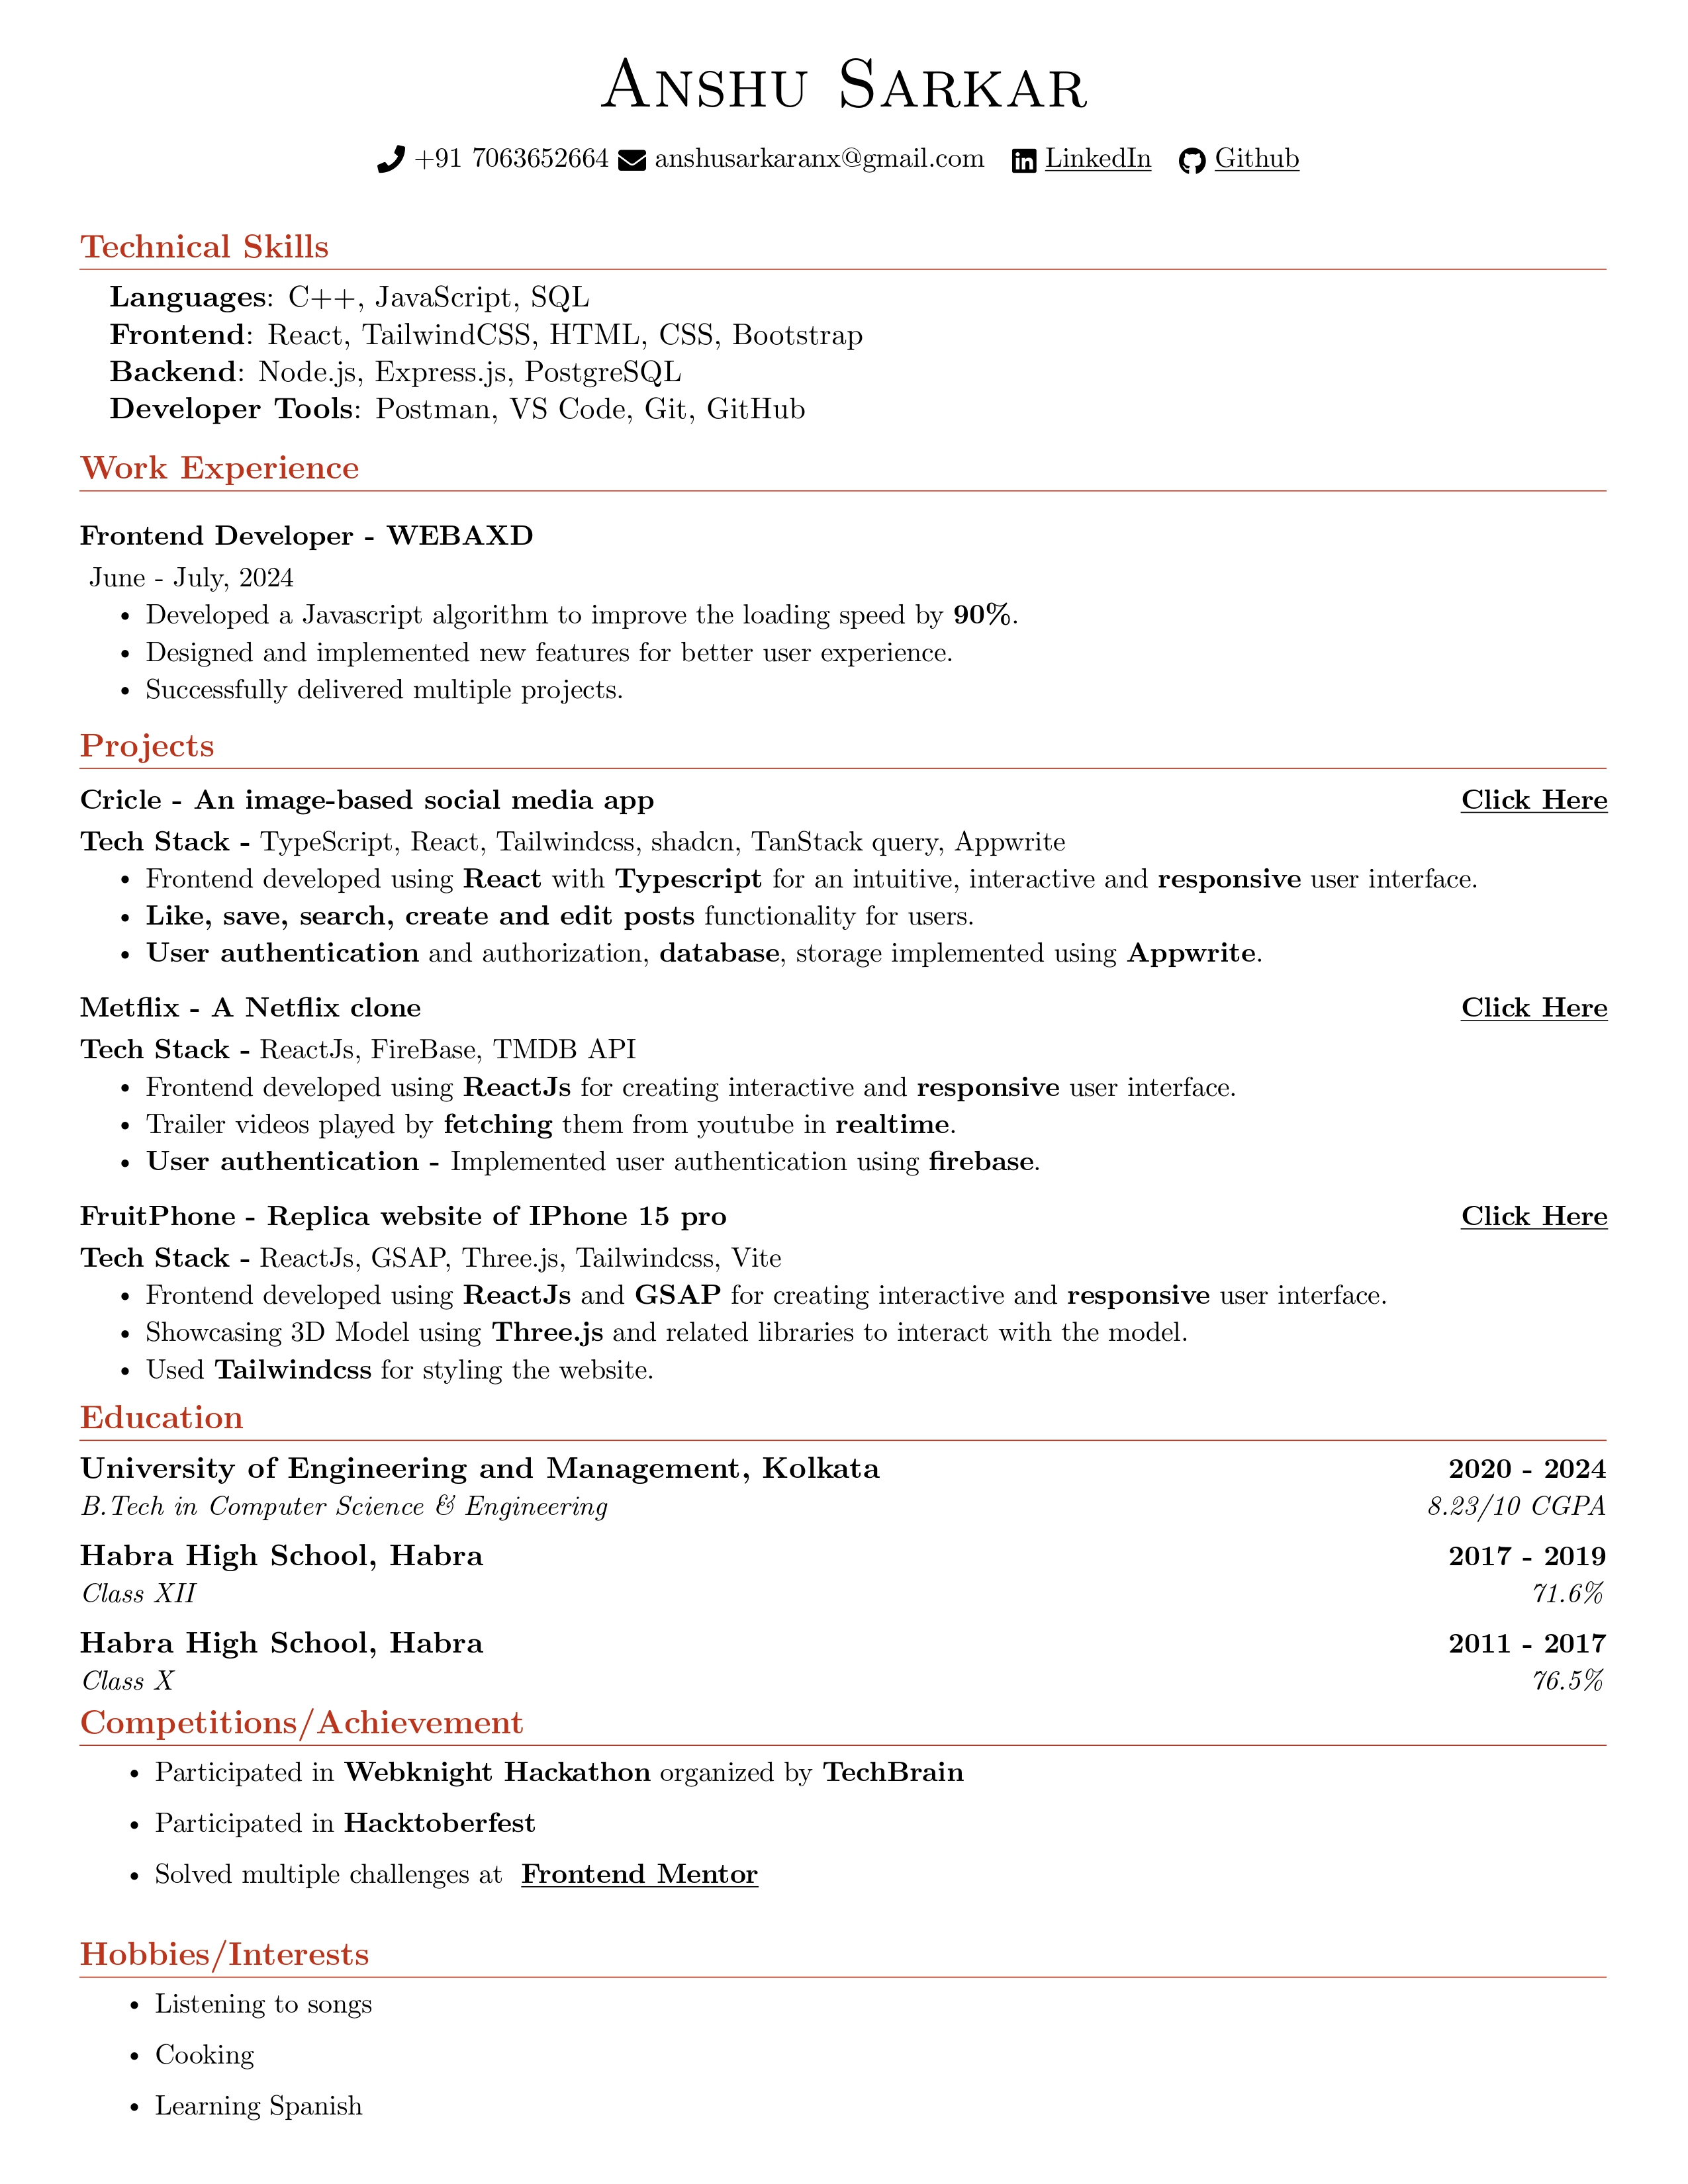 Anshu Sarkar
+91 7063652664 anshusarkaranx@gmail.com LinkedIn Github
Technical Skills
Languages: C++, JavaScript, SQL
Frontend: React, TailwindCSS, HTML, CSS, Bootstrap
Backend: Node.js, Express.js, PostgreSQL
Developer Tools: Postman, VS Code, Git, GitHub
Work Experience
Frontend Developer - WEBAXD
June - July, 2024
• Developed a Javascript algorithm to improve the loading speed by 90%.
• Designed and implemented new features for better user experience.
• Successfully delivered multiple projects.
Projects
Cricle - An image-based social media app Click Here
Tech Stack - TypeScript, React, Tailwindcss, shadcn, TanStack query, Appwrite
• Frontend developed using React with Typescript for an intuitive, interactive and responsive user interface.
• Like, save, search, create and edit posts functionality for users.
• User authentication and authorization, database, storage implemented using Appwrite.
Metflix - A Netflix clone Click Here
Tech Stack - ReactJs, FireBase, TMDB API
• Frontend developed using ReactJs for creating interactive and responsive user interface.
• Trailer videos played by fetching them from youtube in realtime.
• User authentication - Implemented user authentication using firebase.
FruitPhone - Replica website of IPhone 15 pro Click Here
Tech Stack - ReactJs, GSAP, Three.js, Tailwindcss, Vite
• Frontend developed using ReactJs and GSAP for creating interactive and responsive user interface.
• Showcasing 3D Model using Three.js and related libraries to interact with the model.
• Used Tailwindcss for styling the website.
Education
University of Engineering and Management, Kolkata 2020 - 2024
B.Tech in Computer Science & Engineering 8.23/10 CGPA
Habra High School, Habra 2017 - 2019
Class XII 71.6%
Habra High School, Habra 2011 - 2017
Class X 76.5%
Competitions/Achievement
• Participated in Webknight Hackathon organized by TechBrain
• Participated in Hacktoberfest
• Solved multiple challenges at Frontend Mentor
Hobbies/Interests
• Listening to songs
• Cooking
• Learning Spanish